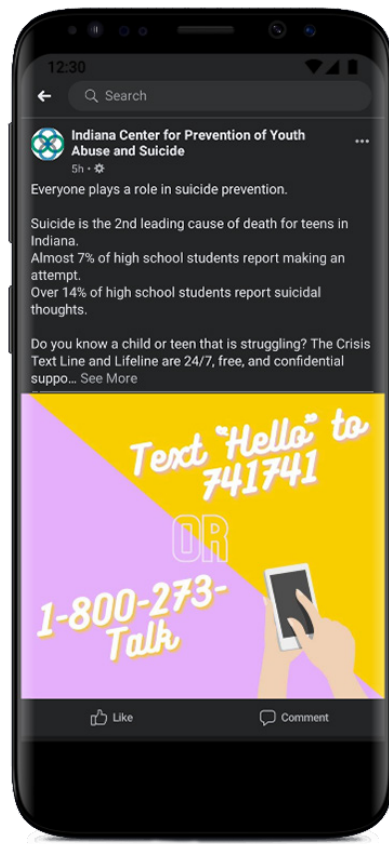 12:30
Search
Indiana Center for Prevention of Youth
Abuse and Suicide
5h
Everyone plays a role in suicide prevention.
Suicide is the 2nd leading cause of death for teens in
Indiana.
Almost 7% of high school students report making an
attempt.
Over 14% of high school students report suicidal
thoughts.
Do you know a child or teen that is struggling? The Crisis
Text Line and Lifeline are 24/7, free, and confidential
suppo... See More
Text "Hello" to
741741
OR
1-800-273-
Talk
Like
Comment